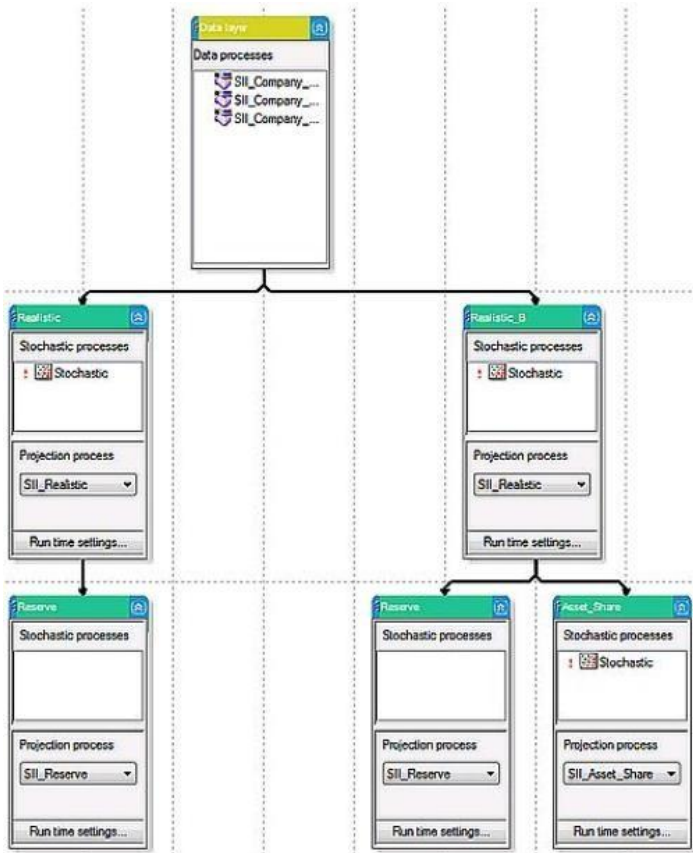 Data layer
Data processes
SII_Company_...
SII_Company_...
SII_Company_...
Realistic
Stochastic processes
Stochastic
Projection process
SII_Realistic
Run time settings...
Realistic_B
Stochastic processes
Stochastic
Projection process
SII_Realistic
Run time settings...
Reserve
Stochastic processes
Projection process
SII_Reserve
Run time settings...
Reserve
Stochastic processes
Projection process
SII_Reserve
Run time settings...
Asset_Share
Stochastic processes
Stochastic
Projection process
SII_Asset_Share
Run time settings...